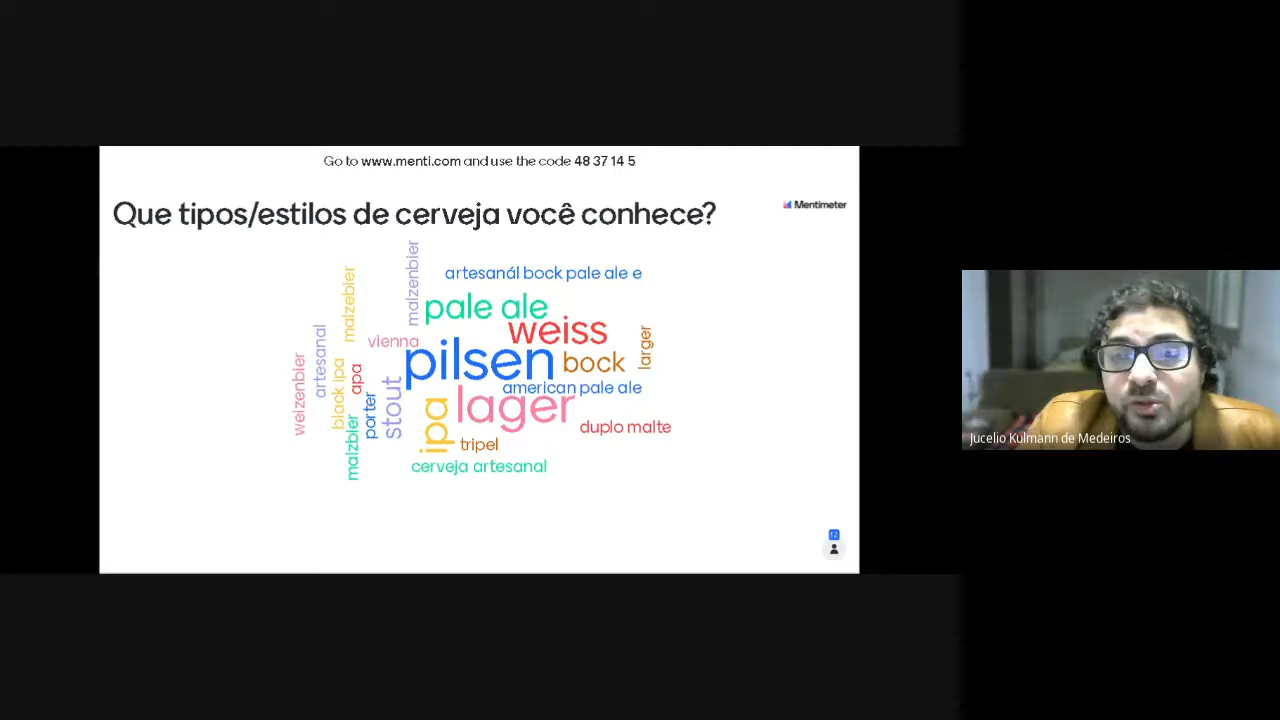 Go to www.menti.com and use the code 48 37 14 5
Que tipos/estilos de cerveja você conhece?
Mentimeter
artesanál bock pale ale e
malzenbier
malzebier
pale ale
weiss
artesanal
vienna
larger
pilsen
bock
weizenbier
black ipa
apa
american pale ale
stout
porter
lager
ipa
malzbier
duplo malte
tripel
cerveja artesanal
12
Jucelio Kulmann de Medeiros